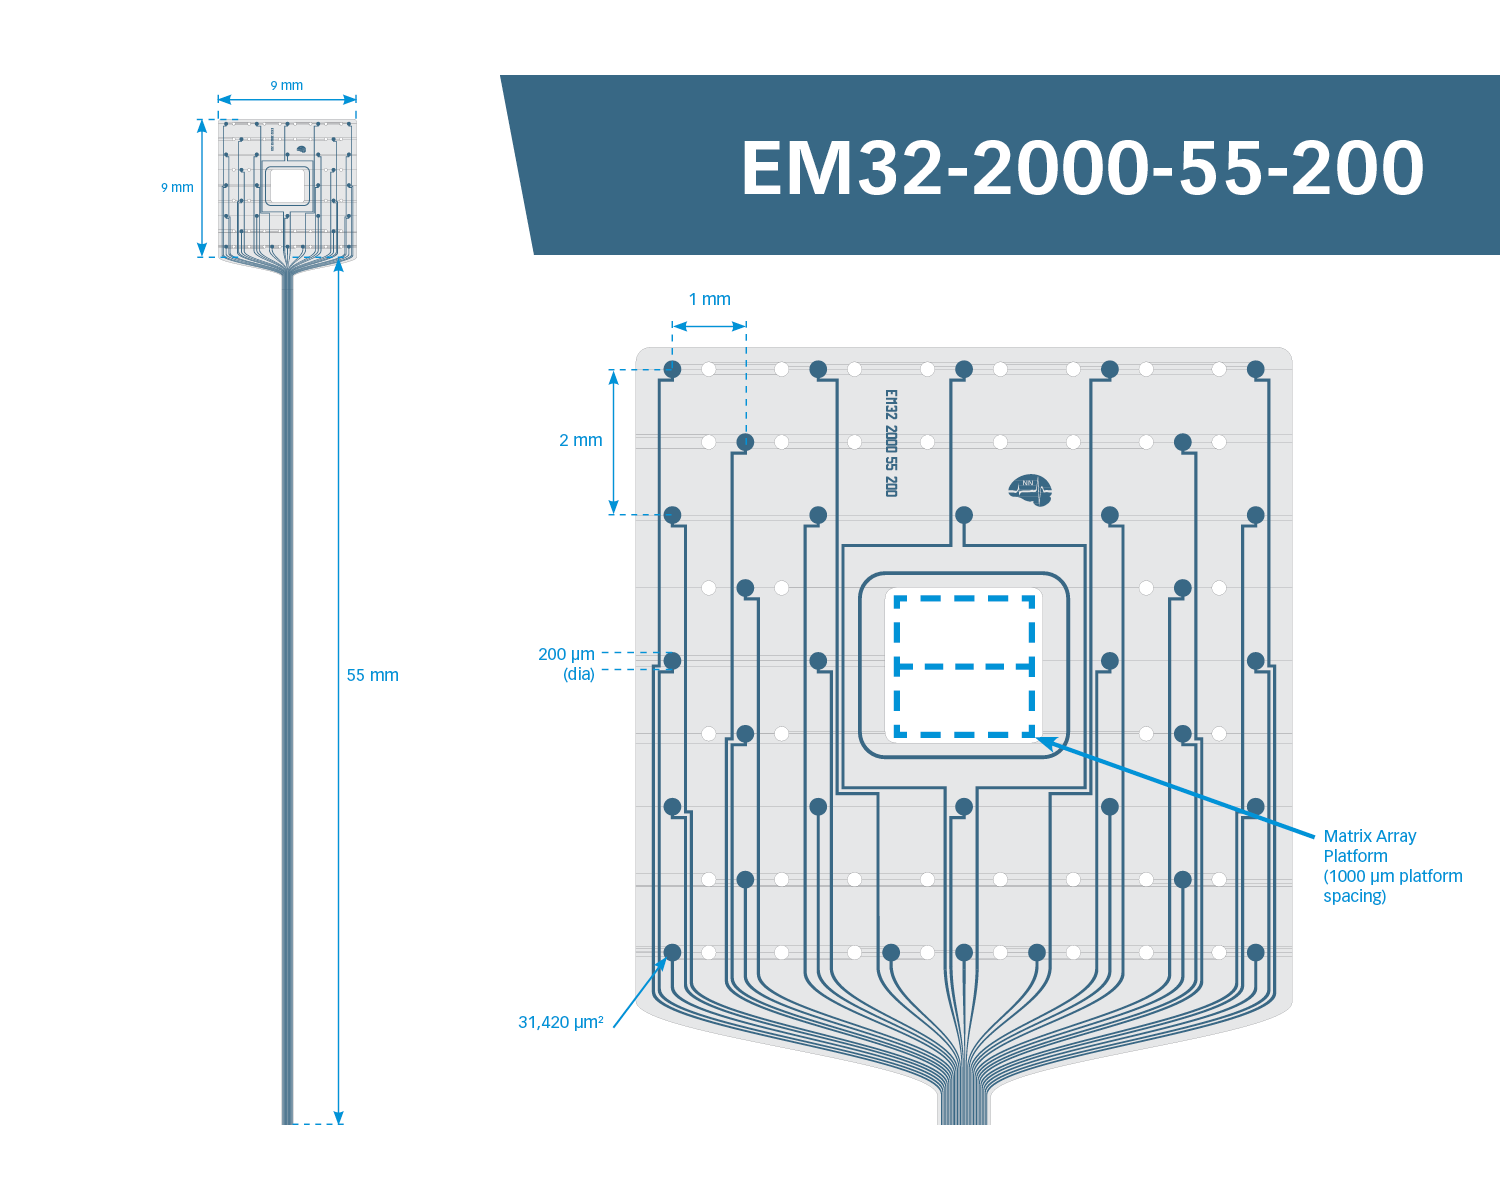 9 mm
EM32-2000-55-200
9 mm
1 mm
EM32 2000 55 200
2 mm
NN
200 µm
(dia)
55 mm
Matrix Array
Platform
(1000 µm platform
spacing)
31,420 µm²